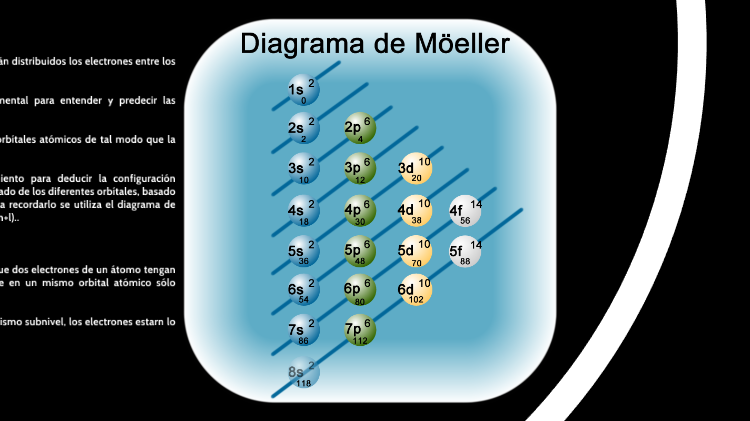 án distribuidos los electrones entre los
mental para entender y predecir las
orbitales atómicos de tal modo que la
iento para deducir la configuración
ado de los diferentes orbitales, basado
a recordarlo se utiliza el diagrama de
n+l)..
ue dos electrones de un átomo tengan
e en un mismo orbital atómico sólo
ismo subnivel, los electrones estarn lo
Diagrama de Möeller
1s 2 0
2s 2 2 2p 6 4
3s 2 10 3p 6 12 3d 10 20
4s 2 18 4p 6 30 4d 10 38 4f 14 56
5s 2 36 5p 6 48 5d 10 70 5f 14 88
6s 2 54 6p 6 80 6d 10 102
7s 2 86 7p 6 112
8s 2 118